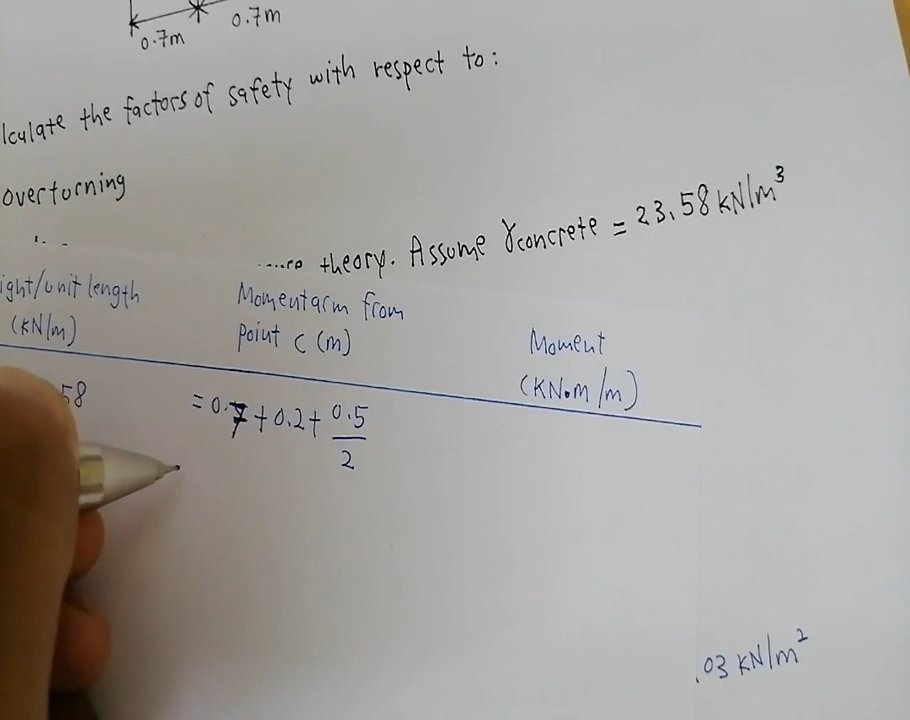 0.7m
0.7m
lculate the factors of safety with respect to:
overturning
theory. Assume γconcrete = 23.58 kN/m³
ight/unit length
(KN/m)
Moment arm from
Point C (m)
Moment
(KN.m/m)
58
= 0.7 + 0.2 + 0.5/2
.03 kN/m²